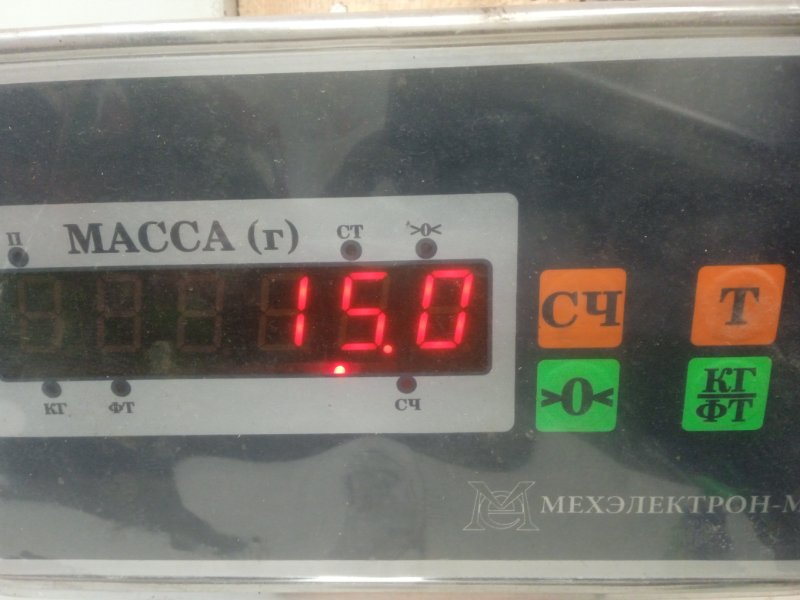 П МАССА (г) СТ >0<
15.0
КГ ФТ СЧ
СЧ Т
>0< КГ
ФТ
МЕХЭЛЕКТРОН-М